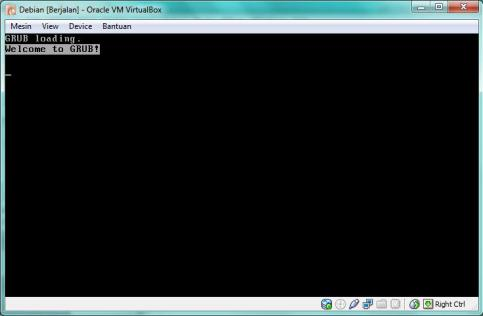 Debian [Berjalan] - Oracle VM VirtualBox
Mesin View Device Bantuan
GRUB loading.
Welcome to GRUB!
Right Ctrl